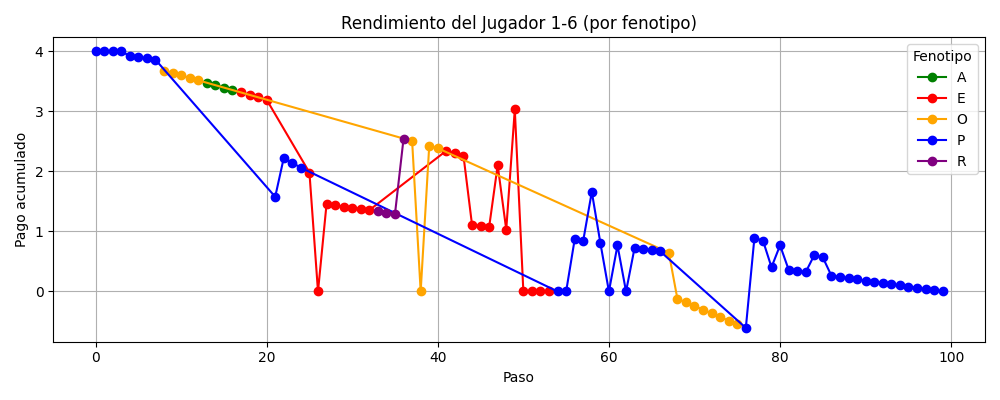 Rendimiento del Jugador 1-6 (por fenotipo)
Pago acumulado
4
3
2
1
0
0
20
40
60
80
100
Paso
Fenotipo
A
E
O
P
R